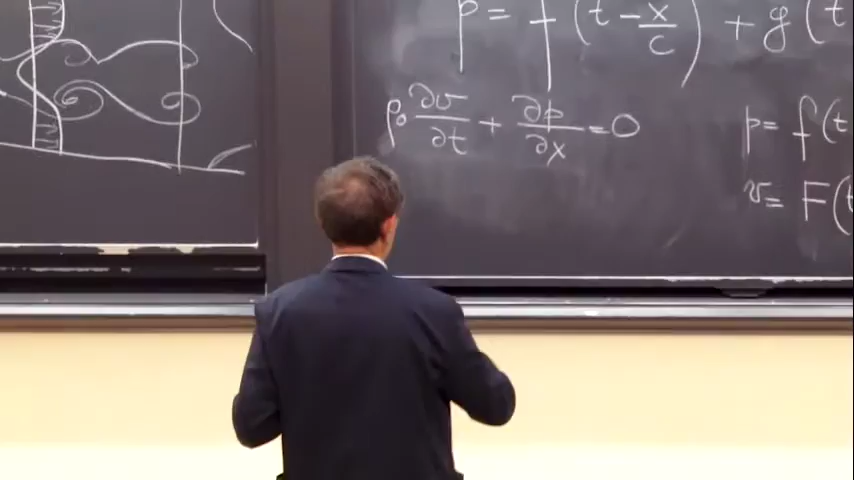 p = f (t - x/c) + g (t
ρ₀ ∂v/∂t + ∂p/∂x = 0
p = f (t
v = F (t